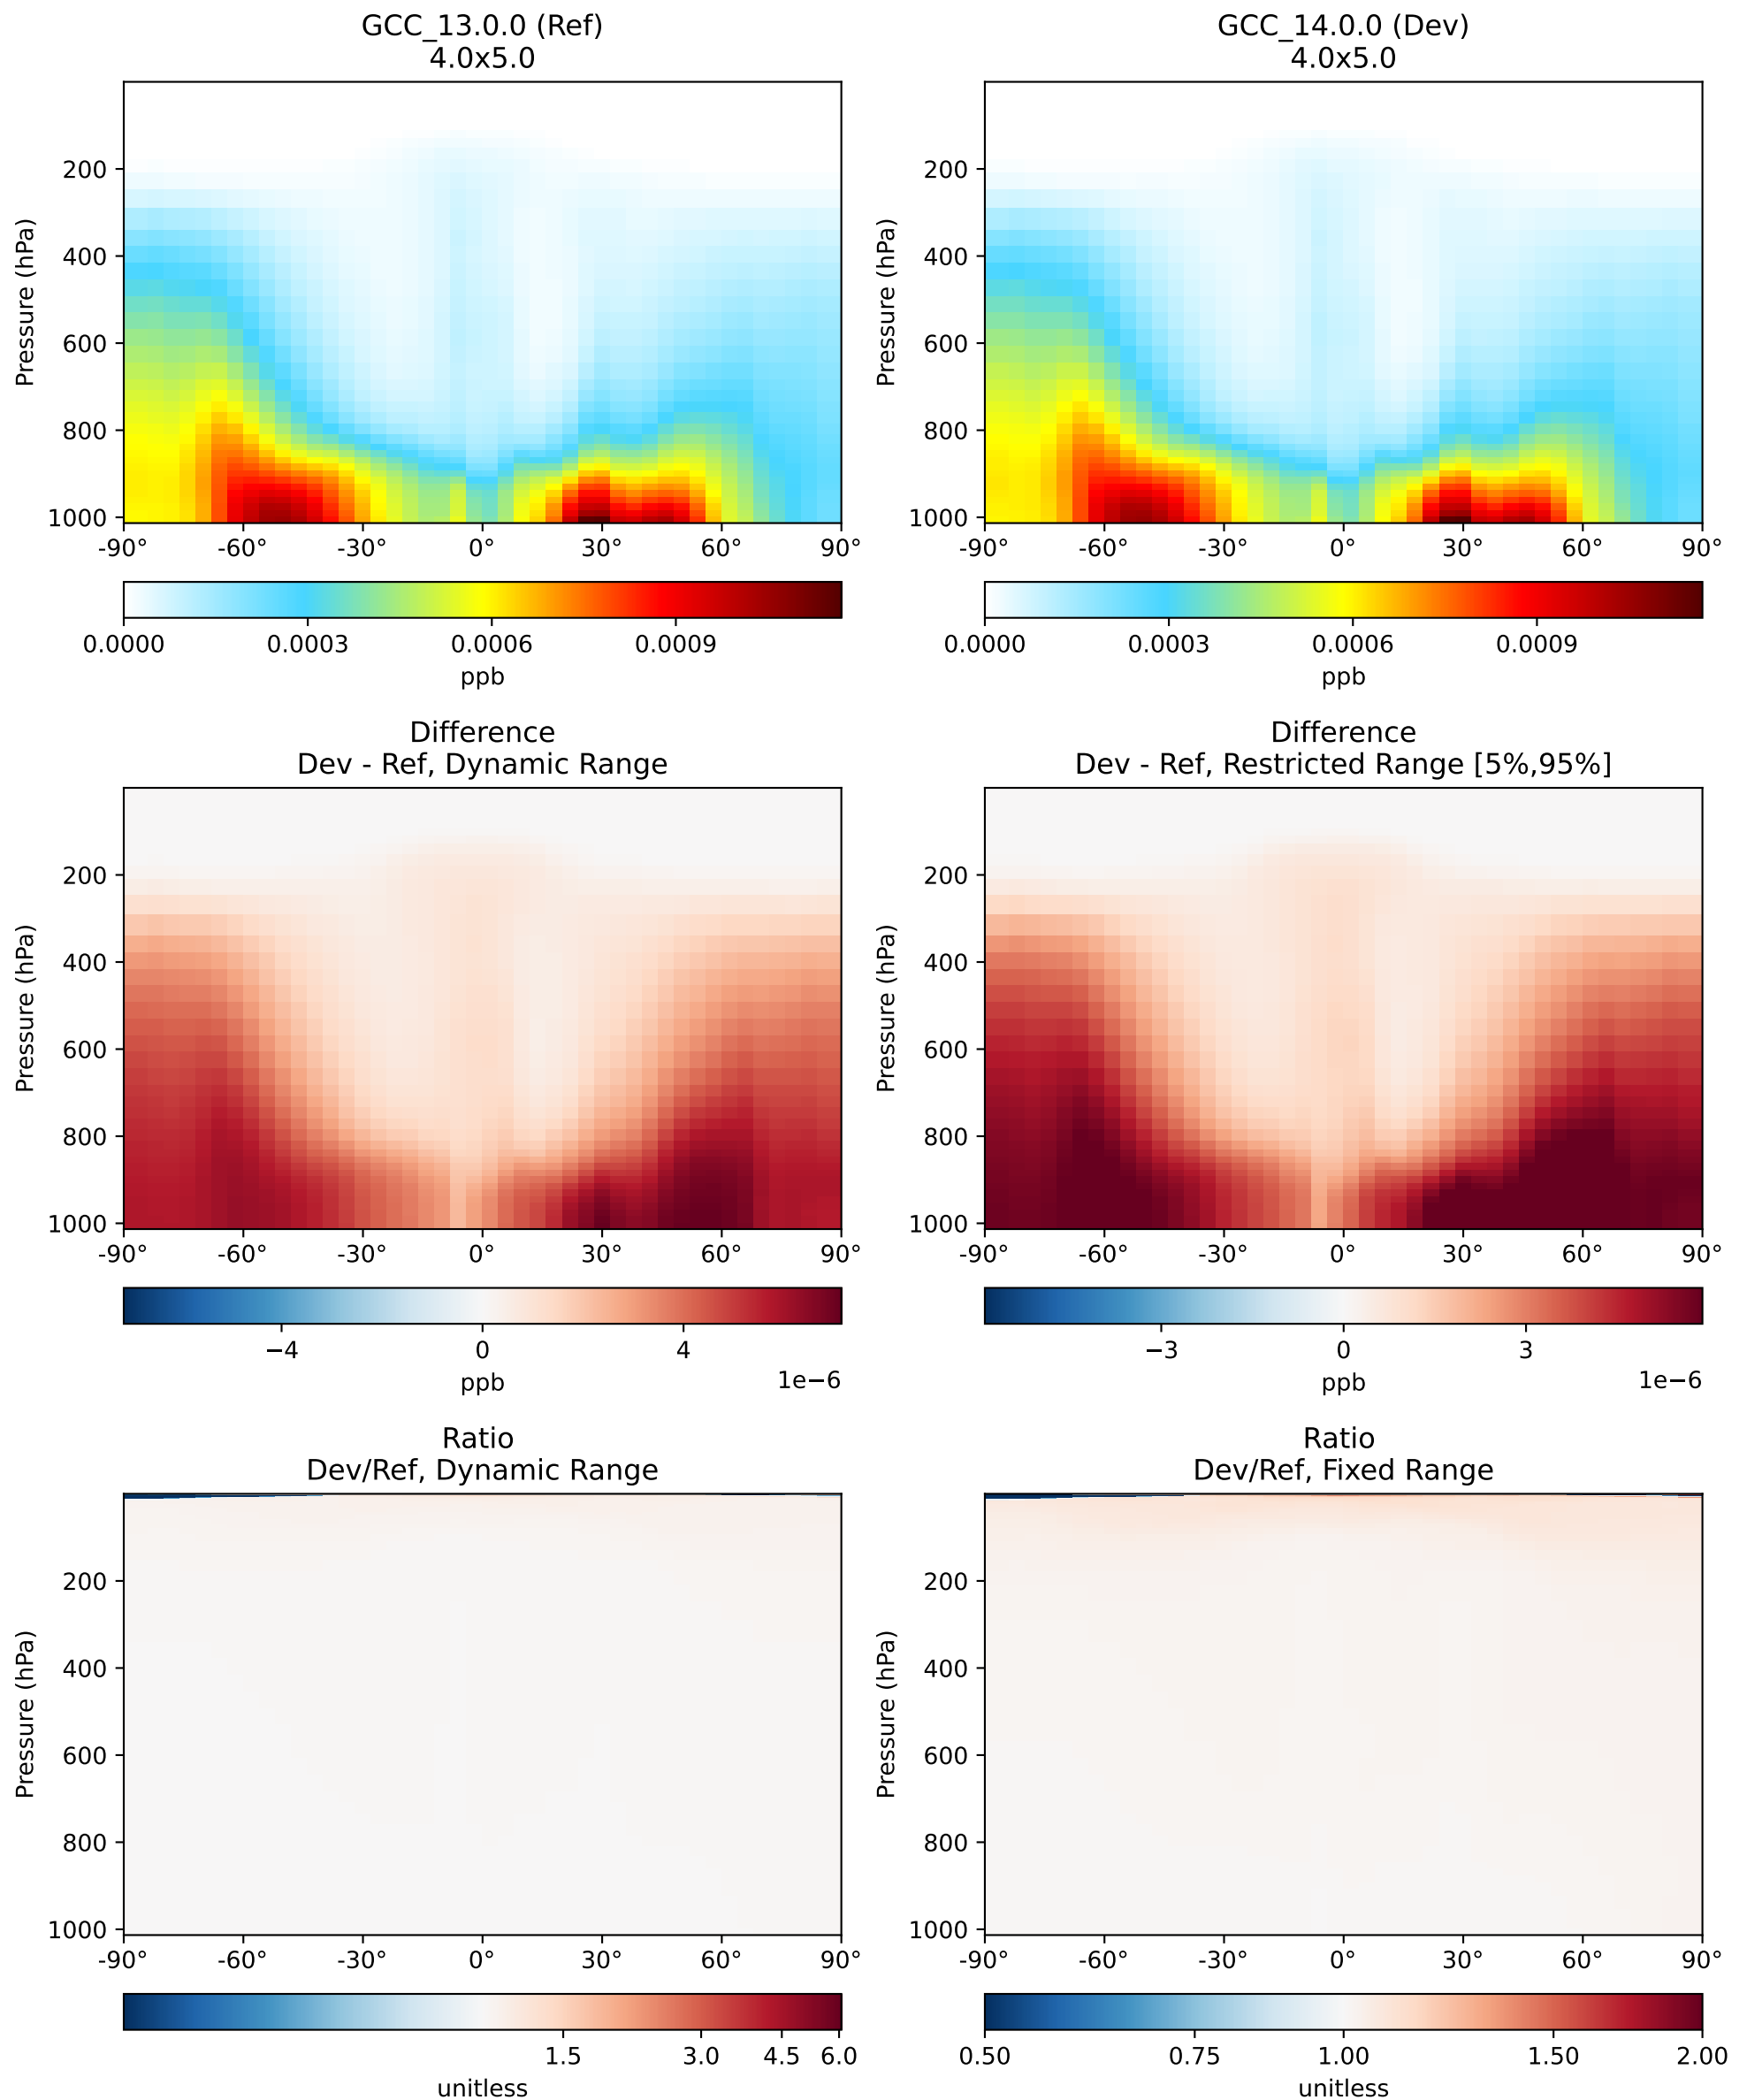 GCC_13.0.0 (Ref)
4.0x5.0
Pressure (hPa)
200
400
600
800
1000
-90° -60° -30° 0° 30° 60° 90°
0.0000 0.0003 0.0006 0.0009
ppb
GCC_14.0.0 (Dev)
4.0x5.0
Pressure (hPa)
200
400
600
800
1000
-90° -60° -30° 0° 30° 60° 90°
0.0000 0.0003 0.0006 0.0009
ppb
Difference
Dev - Ref, Dynamic Range
Pressure (hPa)
200
400
600
800
1000
-90° -60° -30° 0° 30° 60° 90°
−4 0 4
ppb 1e−6
Difference
Dev - Ref, Restricted Range [5%,95%]
Pressure (hPa)
200
400
600
800
1000
-90° -60° -30° 0° 30° 60° 90°
−3 0 3
ppb 1e−6
Ratio
Dev/Ref, Dynamic Range
Pressure (hPa)
200
400
600
800
1000
-90° -60° -30° 0° 30° 60° 90°
1.5 3.0 4.5 6.0
unitless
Ratio
Dev/Ref, Fixed Range
Pressure (hPa)
200
400
600
800
1000
-90° -60° -30° 0° 30° 60° 90°
0.50 0.75 1.00 1.50 2.00
unitless